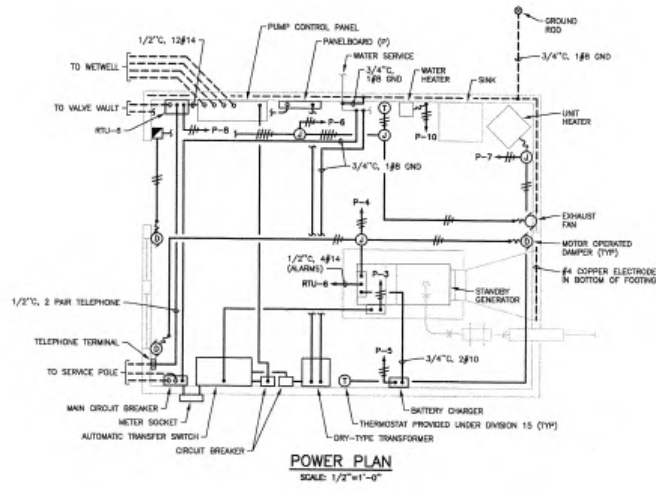 PUMP CONTROL PANEL
1/2"C, 12#14
PANELBOARD (P)
WATER SERVICE
3/4"C,
1#8 GND
WATER
HEATER
SINK
GROUND
ROD
3/4"C,
1#8 GND
TO WETWELL
TO VALVE VAULT
RTU-6
P-8
P-6
P-10
UNIT
HEATER
P-7
T
J
J
J
3/4"C, 1#8 GND
P-4
EXHAUST
FAN
MOTOR OPERATED
DAMPER (TYP)
D
J
D
1/2"C, 4#14
(ALARMS)
P-3
RTU-6
#4 COPPER ELECTRODE
IN BOTTOM OF FOOTING
STANDBY
GENERATOR
1/2"C, 2 PAIR TELEPHONE
TELEPHONE TERMINAL
D
P-5
3/4"C, 2#10
TO SERVICE POLE
T
MAIN CIRCUIT BREAKER
BATTERY CHARGER
METER SOCKET
THERMOSTAT PROVIDED UNDER DIVISION 15 (TYP)
AUTOMATIC TRANSFER SWITCH
DRY-TYPE TRANSFORMER
CIRCUIT BREAKER
POWER PLAN
SCALE: 1/2"=1'-0"